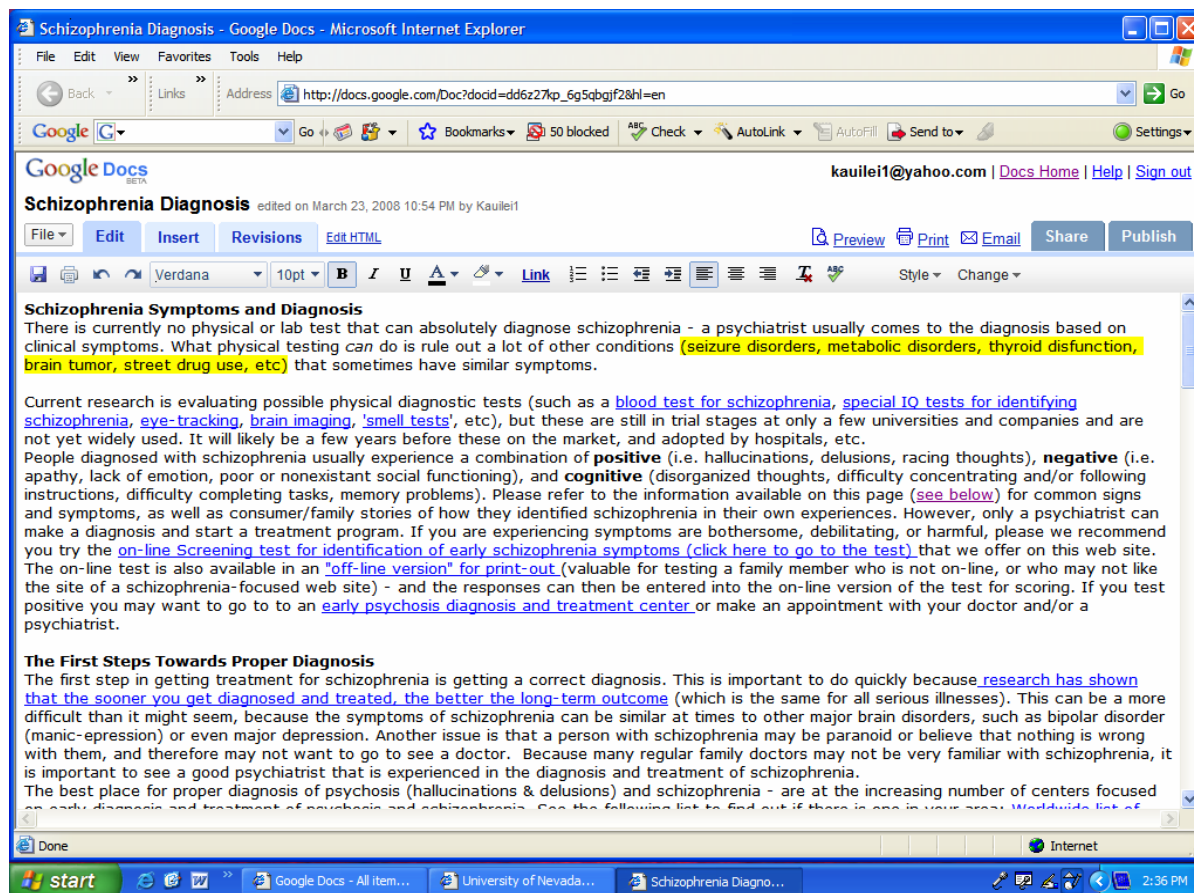 Schizophrenia Diagnosis - Google Docs - Microsoft Internet Explorer
File Edit View Favorites Tools Help
Back » Links » Address http://docs.google.com/Doc?docid=dd6z27kp_6g5qbgjf2&hl=en Go
Google G Go Bookmarks 50 blocked ABC Check AutoLink AutoFill Send to Settings
Google Docs BETA
kauilei1@yahoo.com | Docs Home | Help | Sign out
Schizophrenia Diagnosis edited on March 23, 2008 10:54 PM by Kauilei1
File Edit Insert Revisions Edit HTML Preview Print Email Share Publish
Verdana 10pt B I U A Link T ABC Style Change
Schizophrenia Symptoms and Diagnosis
There is currently no physical or lab test that can absolutely diagnose schizophrenia - a psychiatrist usually comes to the diagnosis based on
clinical symptoms. What physical testing can do is rule out a lot of other conditions (seizure disorders, metabolic disorders, thyroid disfunction,
brain tumor, street drug use, etc) that sometimes have similar symptoms.
Current research is evaluating possible physical diagnostic tests (such as a blood test for schizophrenia, special IQ tests for identifying
schizophrenia, eye-tracking, brain imaging, 'smell tests', etc), but these are still in trial stages at only a few universities and companies and are
not yet widely used. It will likely be a few years before these on the market, and adopted by hospitals, etc.
People diagnosed with schizophrenia usually experience a combination of positive (i.e. hallucinations, delusions, racing thoughts), negative (i.e.
apathy, lack of emotion, poor or nonexistant social functioning), and cognitive (disorganized thoughts, difficulty concentrating and/or following
instructions, difficulty completing tasks, memory problems). Please refer to the information available on this page (see below) for common signs
and symptoms, as well as consumer/family stories of how they identified schizophrenia in their own experiences. However, only a psychiatrist can
make a diagnosis and start a treatment program. If you are experiencing symptoms are bothersome, debilitating, or harmful, please we recommend
you try the on-line Screening test for identification of early schizophrenia symptoms (click here to go to the test) that we offer on this web site.
The on-line test is also available in an "off-line version" for print-out (valuable for testing a family member who is not on-line, or who may not like
the site of a schizophrenia-focused web site) - and the responses can then be entered into the on-line version of the test for scoring. If you test
positive you may want to go to to an early psychosis diagnosis and treatment center or make an appointment with your doctor and/or a
psychiatrist.
The First Steps Towards Proper Diagnosis
The first step in getting treatment for schizophrenia is getting a correct diagnosis. This is important to do quickly because research has shown
that the sooner you get diagnosed and treated, the better the long-term outcome (which is the same for all serious illnesses). This can be a more
difficult than it might seem, because the symptoms of schizophrenia can be similar at times to other major brain disorders, such as bipolar disorder
(manic-epression) or even major depression. Another issue is that a person with schizophrenia may be paranoid or believe that nothing is wrong
with them, and therefore may not want to go to see a doctor. Because many regular family doctors may not be very familiar with schizophrenia, it
is important to see a good psychiatrist that is experienced in the diagnosis and treatment of schizophrenia.
The best place for proper diagnosis of psychosis (hallucinations & delusions) and schizophrenia - are at the increasing number of centers focused
on early diagnosis and treatment of psychosis and schizophrenia. See the following list to find out if there is one in your area: Worldwide list of
Done Internet
start » Google Docs - All item... University of Nevada... Schizophrenia Diagno... 2:36 PM